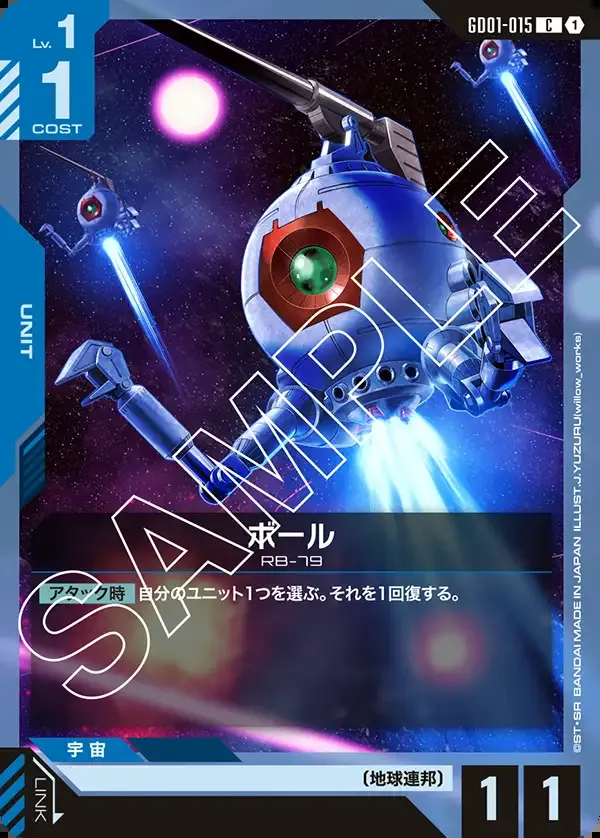 Lv.1
GD01-015 C 1
1
COST
UNIT
SAMPLE
ボール
RB-79
アタック時 自分のユニット1つを選ぶ。それを1回復する。
宇宙
LINK
〔地球連邦〕
1 1
©ST・SR BANDAI MADE IN JAPAN ILLUST.J.YUZURU(willow_works)